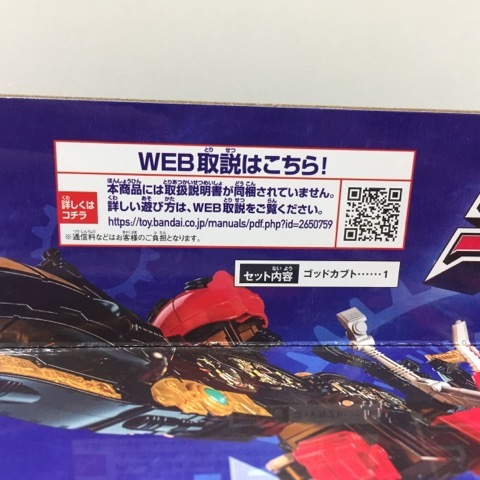 WEB取説はこちら!
詳しくは
コチラ
本商品には取扱説明書が同梱されていません。
詳しい遊び方は、WEB取説をご覧ください。
https://toy.bandai.co.jp/manuals/pdf.php?id=2650759
※通信料などはお客様のご負担となります。
セット内容 ゴッドカブト……1